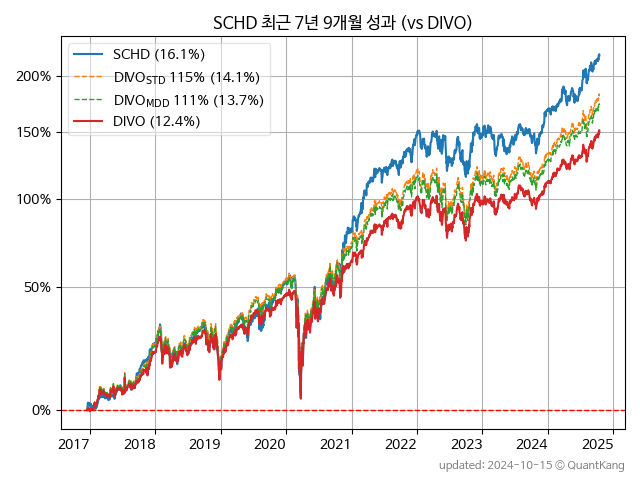 SCHD 최근 7년 9개월 성과 (vs DIVO)
SCHD (16.1%)
DIVO_STD 115% (14.1%)
DIVO_MDD 111% (13.7%)
DIVO (12.4%)
200%
150%
100%
50%
0%
2017 2018 2019 2020 2021 2022 2023 2024 2025
updated: 2024-10-15 © QuantKang